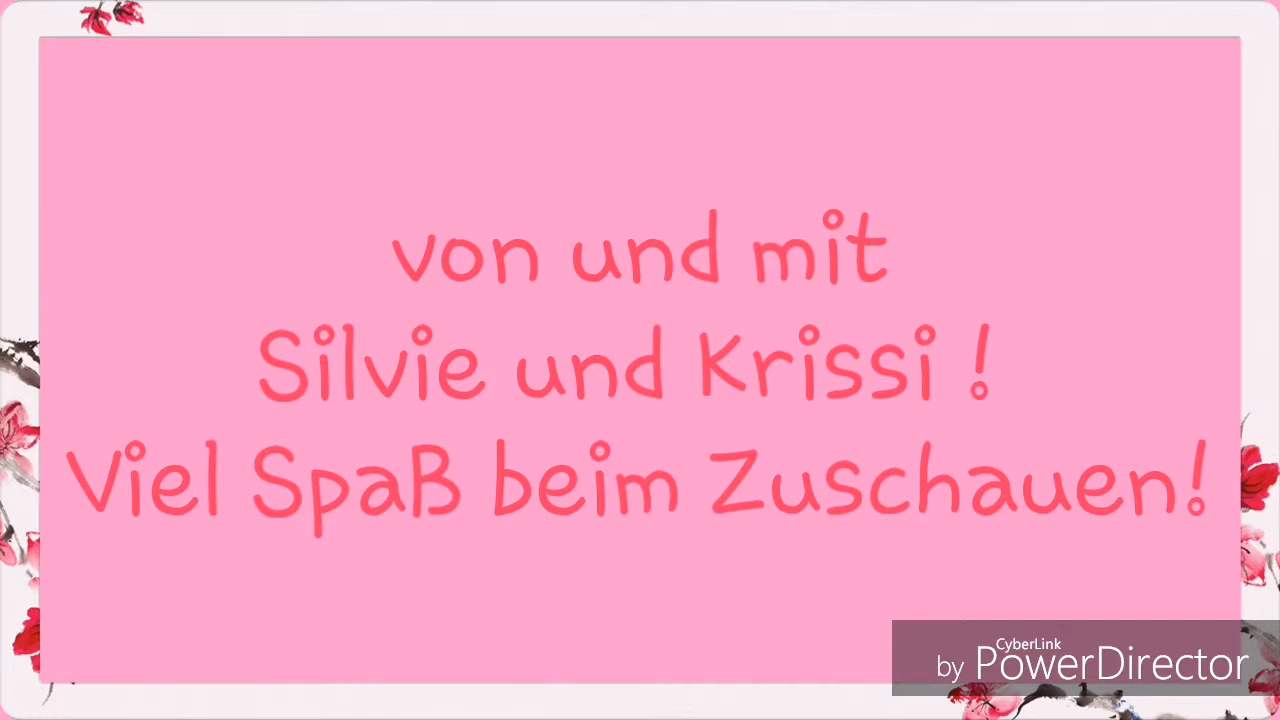 von und mit
Silvie und Krissi !
Viel Spaß beim Zuschauen!
CyberLink
by PowerDirector